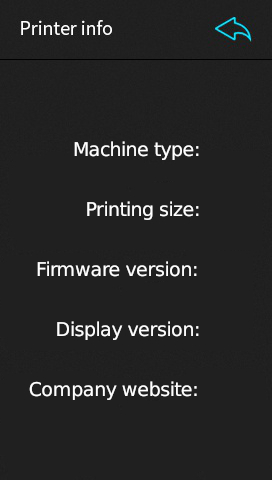 Printer info
Machine type:
Printing size:
Firmware version:
Display version:
Company website: